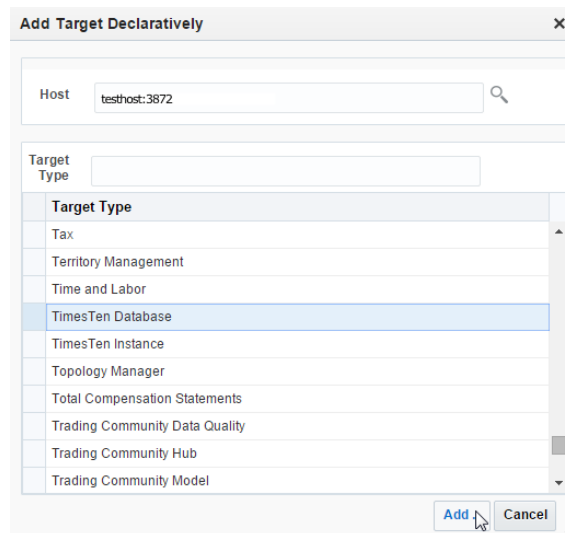 Add Target Declaratively
Host
testhost:3872
Target
Type
Target Type
Tax
Territory Management
Time and Labor
TimesTen Database
TimesTen Instance
Topology Manager
Total Compensation Statements
Trading Community Data Quality
Trading Community Hub
Trading Community Model
Add .. Cancel